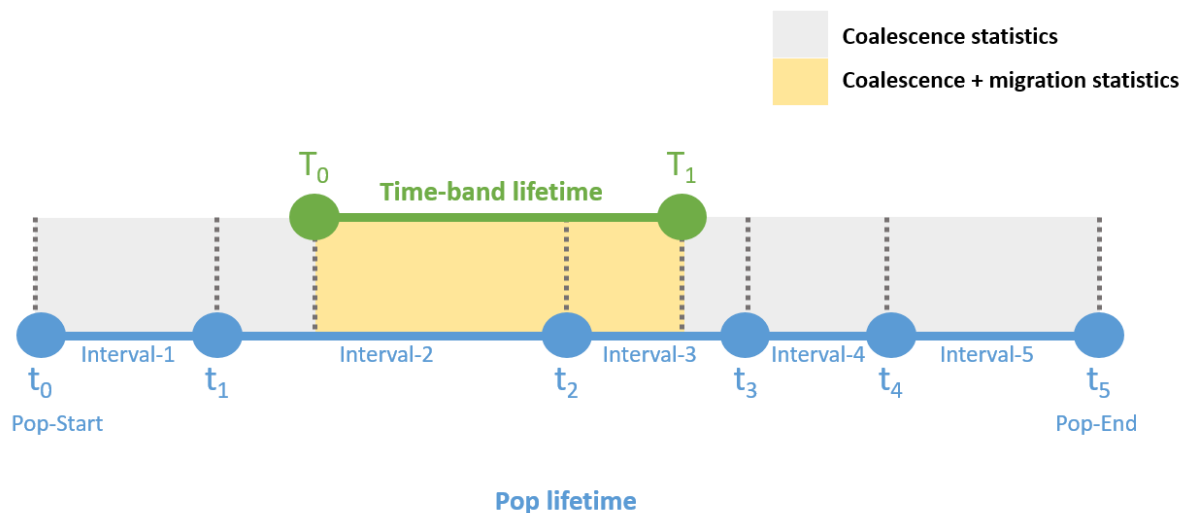 Coalescence statistics
Coalescence + migration statistics
T₀ T₁
Time-band lifetime
Interval-1 Interval-2 Interval-3 Interval-4 Interval-5
t₀ t₁ t₂ t₃ t₄ t₅
Pop-Start Pop-End
Pop lifetime